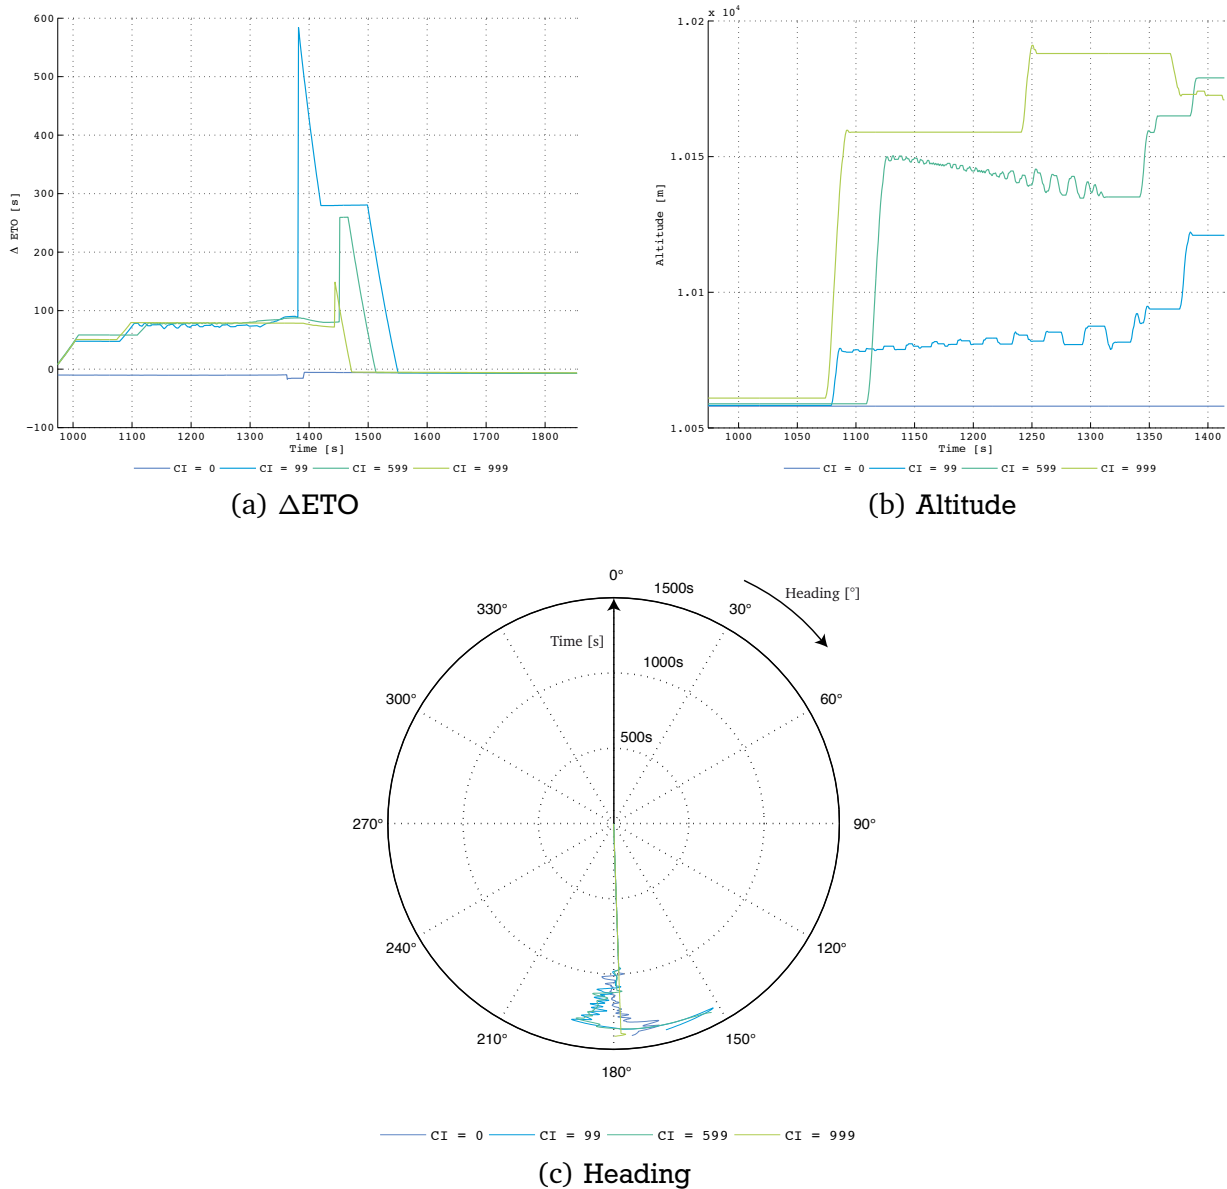 600
500
400
300
200
100
0
−100
Δ ETO [s]
1000 1100 1200 1300 1400 1500 1600 1700 1800
Time [s]
CI = 0 CI = 99 CI = 599 CI = 999
(a) ΔETO
x 10⁴
1.02
1.015
1.01
1.005
Altitude [m]
1000 1050 1100 1150 1200 1250 1300 1350 1400
Time [s]
CI = 0 CI = 99 CI = 599 CI = 999
(b) Altitude
0°
1500s
Heading [°]
330°
30°
Time [s]
1000s
300°
60°
500s
270°
90°
240°
120°
210°
150°
180°
CI = 0 CI = 99 CI = 599 CI = 999
(c) Heading